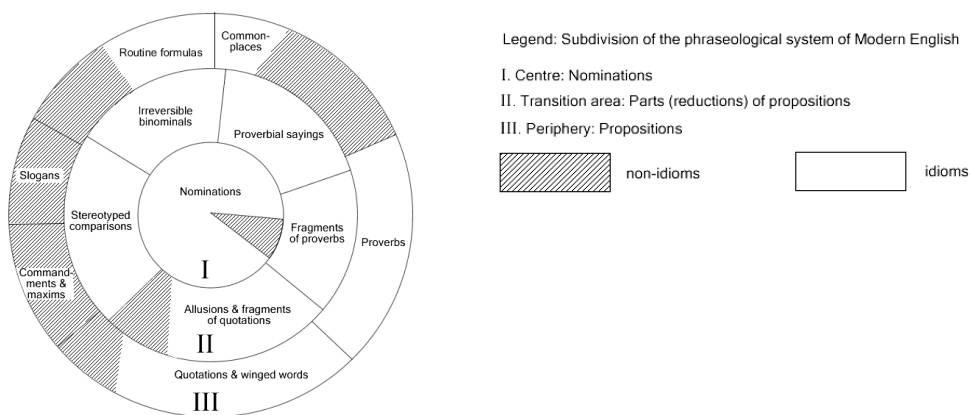 Routine formulas
Common-
places
Irreversible
binominals
Proverbial sayings
Nominations
Slogans
Stereotyped
comparisons
Fragments
of proverbs
Proverbs
I
Command-
ments &
maxims
Allusions & fragments
of quotations
II
Quotations & winged words
III
Legend: Subdivision of the phraseological system of Modern English
I. Centre: Nominations
II. Transition area: Parts (reductions) of propositions
III. Periphery: Propositions
non-idioms
idioms